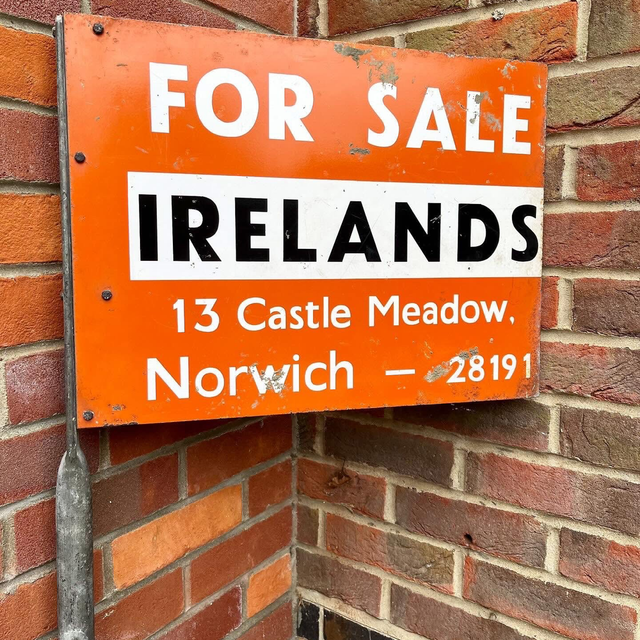 FOR SALE
IRELANDS
13 Castle Meadow,
Norwich — 28191